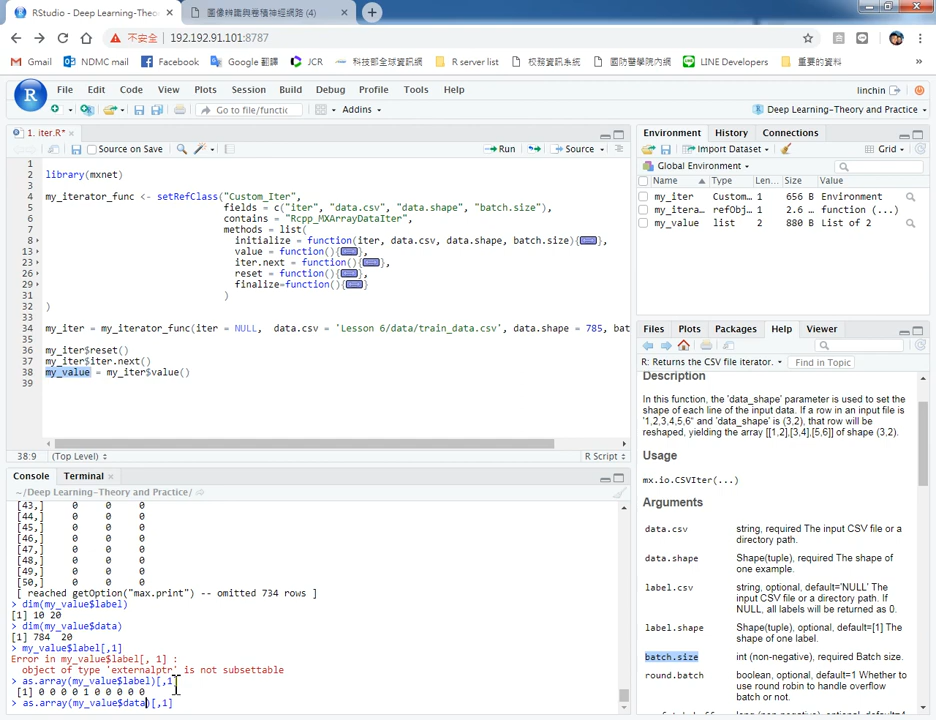 RStudio – Deep Learning–Theo
圖像辨識與卷積神經網路 (4)
不安全 192.192.91.101:8787
Gmail NDMC mail Facebook Google 翻譯 JCR 科技部全球資訊網 R server list 校務資訊系統 國防醫學院內網 LINE Developers 重要的資料
File Edit Code View Plots Session Build Debug Profile Tools Help
linchin
Go to file/functic Addins
Deep Learning–Theory and Practice
1. iter.R*
Source on Save Run Source
1
2 library(mxnet)
3
4 my_iterator_func <- setRefClass("Custom_Iter",
5 fields = c("iter", "data.csv", "data.shape", "batch.size"),
6 contains = "Rcpp_MXArrayDataIter",
7 methods = list(
8 initialize = function(iter, data.csv, data.shape, batch.size){ },
13 value = function(){ },
23 iter.next = function(){ },
26 reset = function(){ },
29 finalize=function(){ }
31 )
32 )
33
34 my_iter = my_iterator_func(iter = NULL, data.csv = 'Lesson 6/data/train_data.csv', data.shape = 785, bat
35
36 my_iter$reset()
37 my_iter$iter.next()
38 my_value = my_iter$value()
39
38:9 (Top Level) R Script
Console Terminal
~/Deep Learning–Theory and Practice/
[43,] 0 0 0
[44,] 0 0 0
[45,] 0 0 0
[46,] 0 0 0
[47,] 0 0 0
[48,] 0 0 0
[49,] 0 0 0
[50,] 0 0 0
[ reached getOption("max.print") -- omitted 734 rows ]
> dim(my_value$label)
[1] 10 20
> dim(my_value$data)
[1] 784 20
> my_value$label[,1]
Error in my_value$label[, 1] :
object of type 'externalptr' is not subsettable
> as.array(my_value$label)[,1]
[1] 0 0 0 0 1 0 0 0 0 0
> as.array(my_value$data)[,1]
Environment History Connections
Import Dataset Grid
Global Environment
Name Type Len… Size Value
my_iter Custom… 1 656 B Environment
my_itera… refObj… 1 2.6 … function (...)
my_value list 2 880 B List of 2
Files Plots Packages Help Viewer
R: Returns the CSV file iterator. Find in Topic
Description
In this function, the 'data_shape' parameter is used to set the
shape of each line of the input data. If a row in an input file is
'1,2,3,4,5,6" and 'data_shape' is (3,2), that row will be
reshaped, yielding the array [[1,2],[3,4],[5,6]] of shape (3,2).
Usage
mx.io.CSVIter(...)
Arguments
data.csv string, required The input CSV file or a
directory path.
data.shape Shape(tuple), required The shape of
one example.
label.csv string, optional, default='NULL' The
input CSV file or a directory path. If
NULL, all labels will be returned as 0.
label.shape Shape(tuple), optional, default=[1] The
shape of one label.
batch.size int (non-negative), required Batch size.
round.batch boolean, optional, default=1 Whether to
use round robin to handle overflow
batch or not.